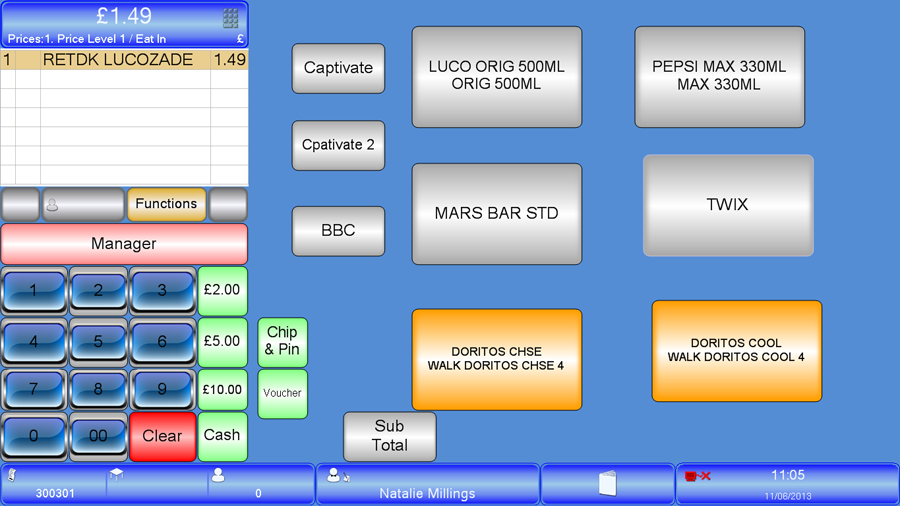 £1.49
Prices:1. Price Level 1 / Eat In £
1 RETDK LUCOZADE 1.49
Functions
Manager
1 2 3 £2.00
4 5 6 £5.00
7 8 9 £10.00
0 00 Clear Cash
Chip
& Pin
Voucher
Captivate
Cpativate 2
BBC
LUCO ORIG 500ML
ORIG 500ML
PEPSI MAX 330ML
MAX 330ML
MARS BAR STD
TWIX
DORITOS CHSE
WALK DORITOS CHSE 4
DORITOS COOL
WALK DORITOS COOL 4
Sub
Total
300301
0
Natalie Millings
11:05
11/06/2013